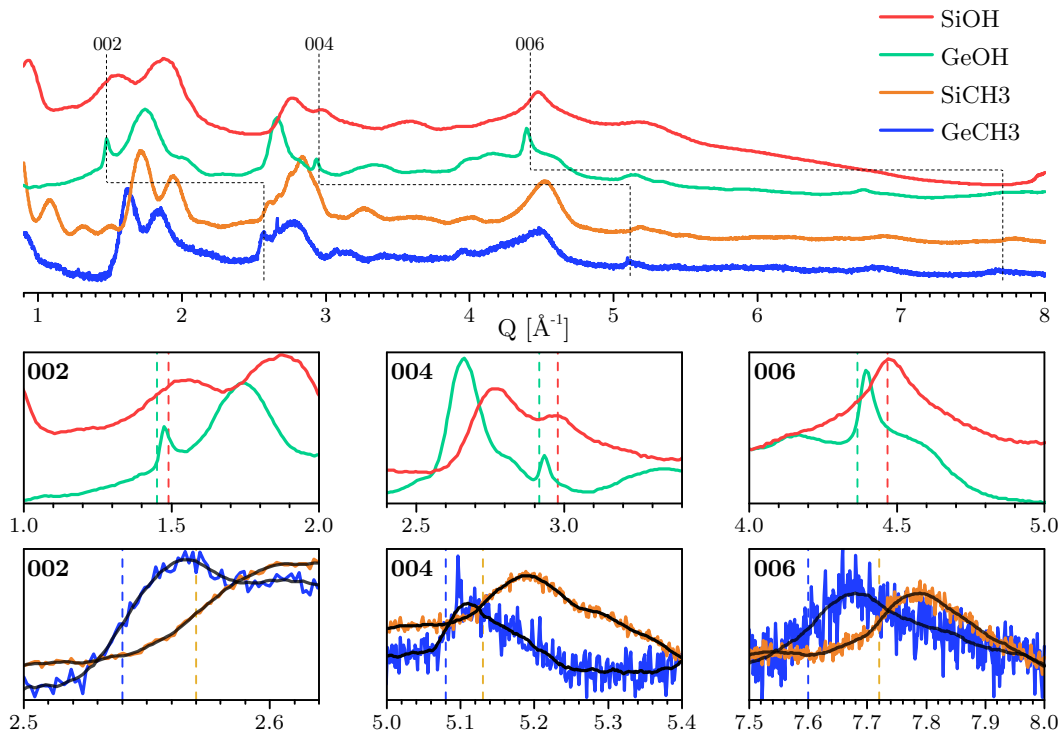 SiOH
GeOH
SiCH3
GeCH3
002 004 006
1 2 3 4 5 6 7 8
Q [Å⁻¹]
002 004 006
1.0 1.5 2.0 2.5 3.0 4.0 4.5 5.0
002 004 006
2.5 2.6 5.0 5.1 5.2 5.3 5.4 7.5 7.6 7.7 7.8 7.9 8.0